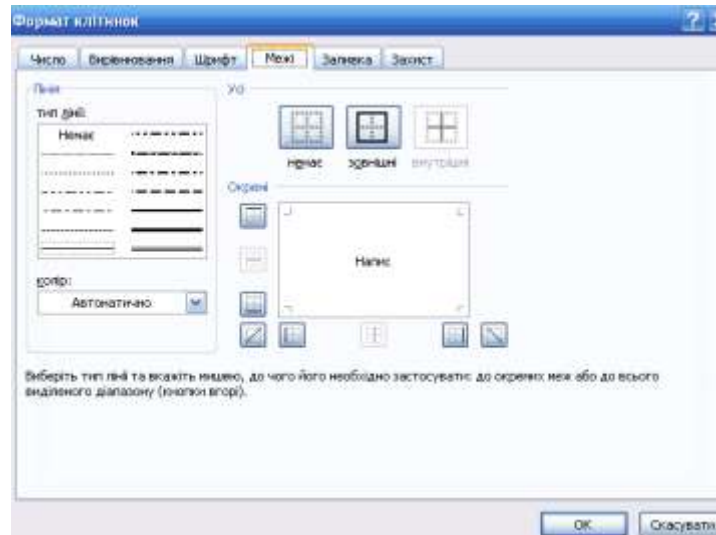 Формат клітинок
Число Вирівнювання Шрифт Межі Заливка Захист
Лінія
тип лінії:
Немає
колір:
Автоматично
Усі
немає зовнішні внутрішні
Окремі
Напис
Виберіть тип лінії та вкажіть мишею, до чого його необхідно застосувати: до окремих меж або до всього
виділеного діапазону (кнопки вгорі).
ОК Скасувати